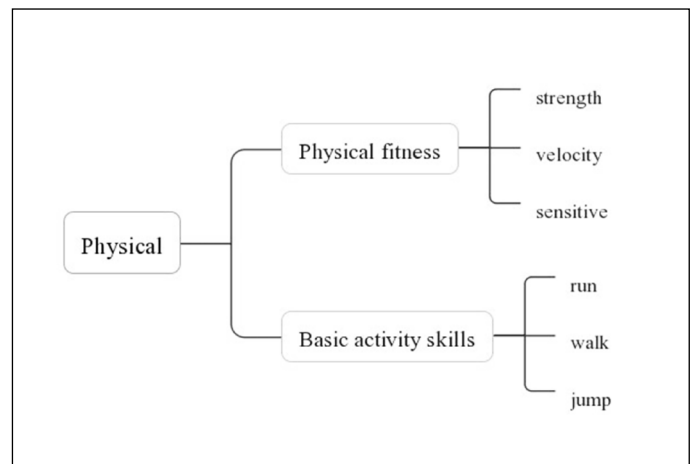 Physical
Physical fitness
strength
velocity
sensitive
Basic activity skills
run
walk
jump